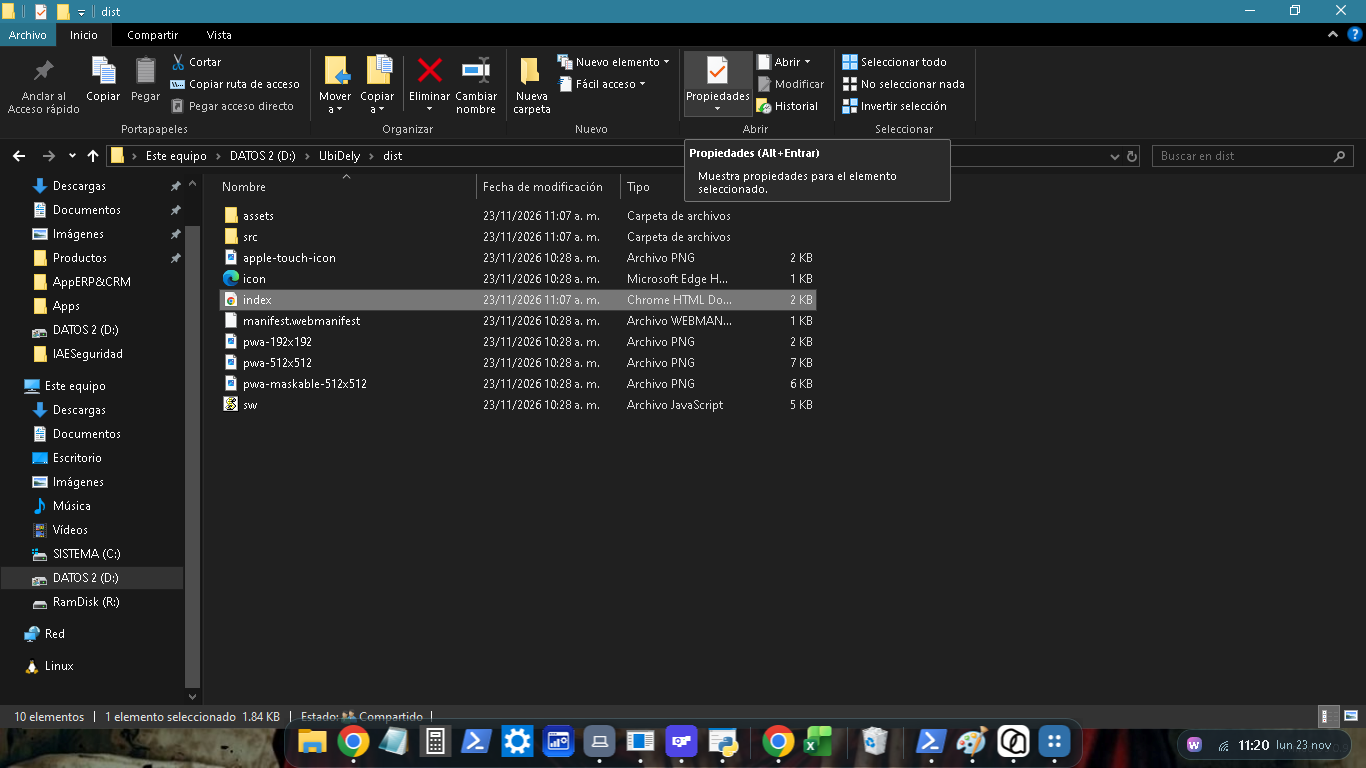 dist
Archivo
Inicio
Compartir
Vista
Anclar al
Acceso rápido
Copiar
Pegar
Cortar
Copiar ruta de acceso
Pegar acceso directo
Portapapeles
Mover
a
Copiar
a
Eliminar
Cambiar
nombre
Organizar
Nueva
carpeta
Nuevo elemento
Fácil acceso
Nuevo
Propiedades
Abrir
Modificar
Historial
Abrir
Seleccionar todo
No seleccionar nada
Invertir selección
Seleccionar
Este equipo
DATOS 2 (D:)
UbiDely
dist
Buscar en dist
Propiedades (Alt+Entrar)
Muestra propiedades para el elemento
seleccionado.
Descargas
Documentos
Imágenes
Productos
AppERP&CRM
Apps
DATOS 2 (D:)
IAESeguridad
Este equipo
Descargas
Documentos
Escritorio
Imágenes
Música
Vídeos
SISTEMA (C:)
DATOS 2 (D:)
RamDisk (R:)
Red
Linux
Nombre Fecha de modificación Tipo
assets 23/11/2026 11:07 a. m. Carpeta de archivos
src 23/11/2026 11:07 a. m. Carpeta de archivos
apple-touch-icon 23/11/2026 10:28 a. m. Archivo PNG 2 KB
icon 23/11/2026 10:28 a. m. Microsoft Edge H... 1 KB
index 23/11/2026 11:07 a. m. Chrome HTML Do... 2 KB
manifest.webmanifest 23/11/2026 10:28 a. m. Archivo WEBMAN... 1 KB
pwa-192x192 23/11/2026 10:28 a. m. Archivo PNG 2 KB
pwa-512x512 23/11/2026 10:28 a. m. Archivo PNG 7 KB
pwa-maskable-512x512 23/11/2026 10:28 a. m. Archivo PNG 6 KB
sw 23/11/2026 10:28 a. m. Archivo JavaScript 5 KB
10 elementos 1 elemento seleccionado 1.84 KB Estado: Compartido
11:20 lun 23 nov